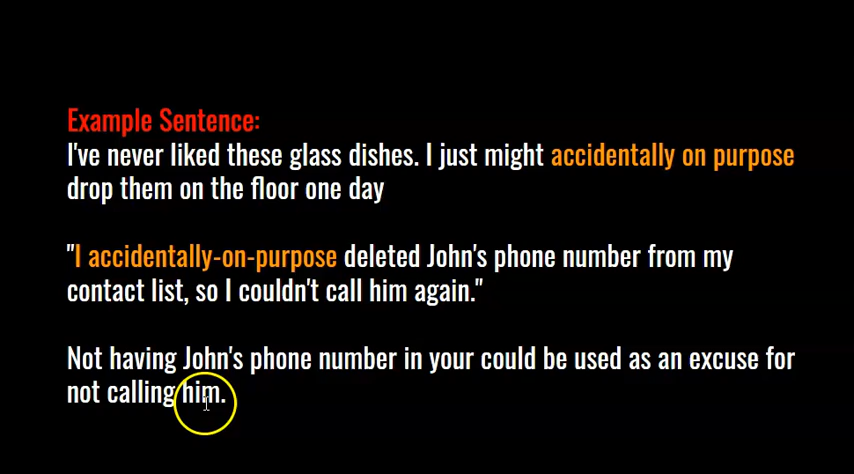 Example Sentence:
I've never liked these glass dishes. I just might accidentally on purpose
drop them on the floor one day
"I accidentally-on-purpose deleted John's phone number from my
contact list, so I couldn't call him again."
Not having John's phone number in your could be used as an excuse for
not calling him.